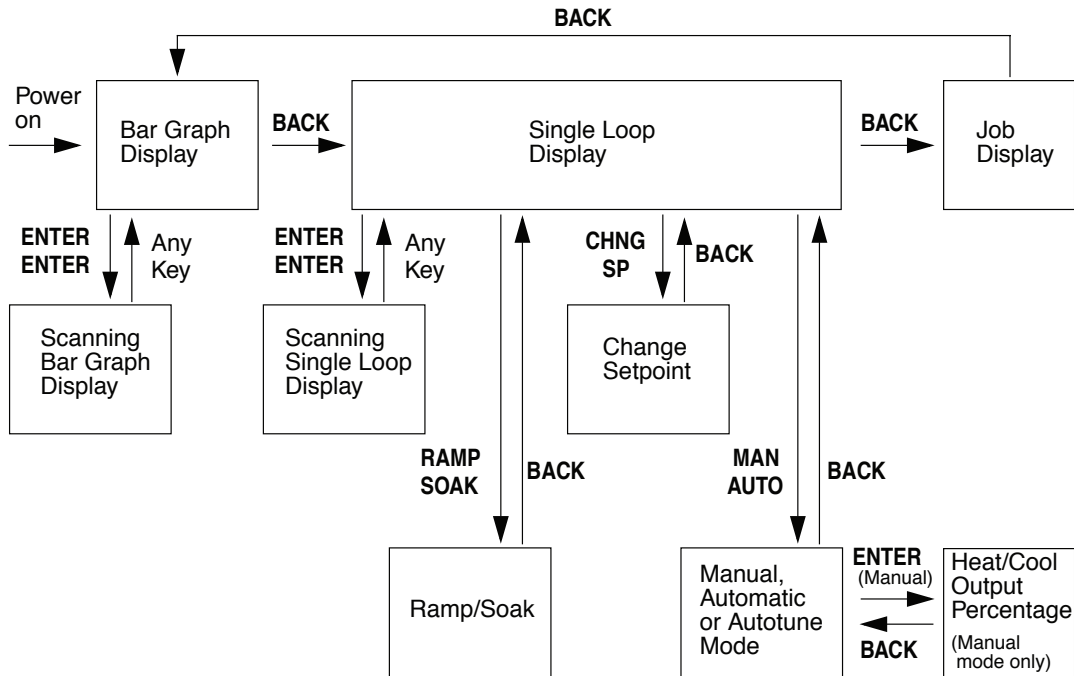 BACK
Power
on
Bar Graph
Display
BACK
Single Loop
Display
BACK
Job
Display
ENTER
ENTER
Any
Key
ENTER
ENTER
Any
Key
CHNG
SP
BACK
Scanning
Bar Graph
Display
Scanning
Single Loop
Display
Change
Setpoint
RAMP
SOAK
BACK
MAN
AUTO
BACK
Ramp/Soak
Manual,
Automatic
or Autotune
Mode
ENTER
(Manual)
BACK
Heat/Cool
Output
Percentage
(Manual
mode only)